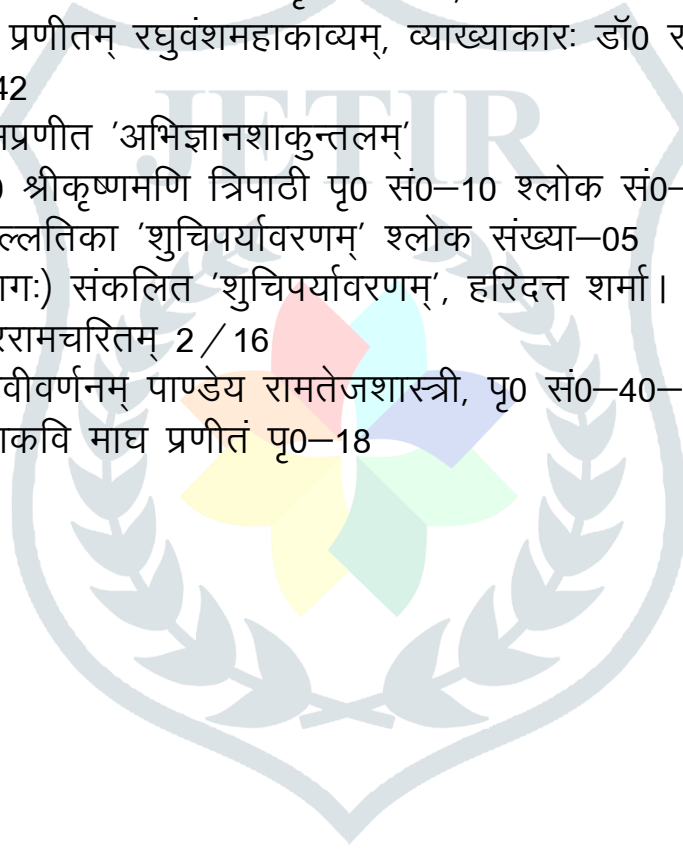 प्रणीतम् रघुवंशमहाकाव्यम्, व्याख्याकारः डॉ0
42
प्रणीत 'अभिज्ञानशाकुन्तलम्'
श्रीकृष्णमणि त्रिपाठी पृ0 सं0–10 श्लोक सं0–
ल्लतिका 'शुचिपर्यावरणम्' श्लोक संख्या–05
गः) संकलित 'शुचिपर्यावरणम्', हरिदत्त शर्मा।
ररामचरितम् 2/16
वीवर्णनम् पाण्डेय रामतेजशास्त्री, पृ0 सं0–40–
कवि माघ प्रणीतं पृ0–18
JETIR